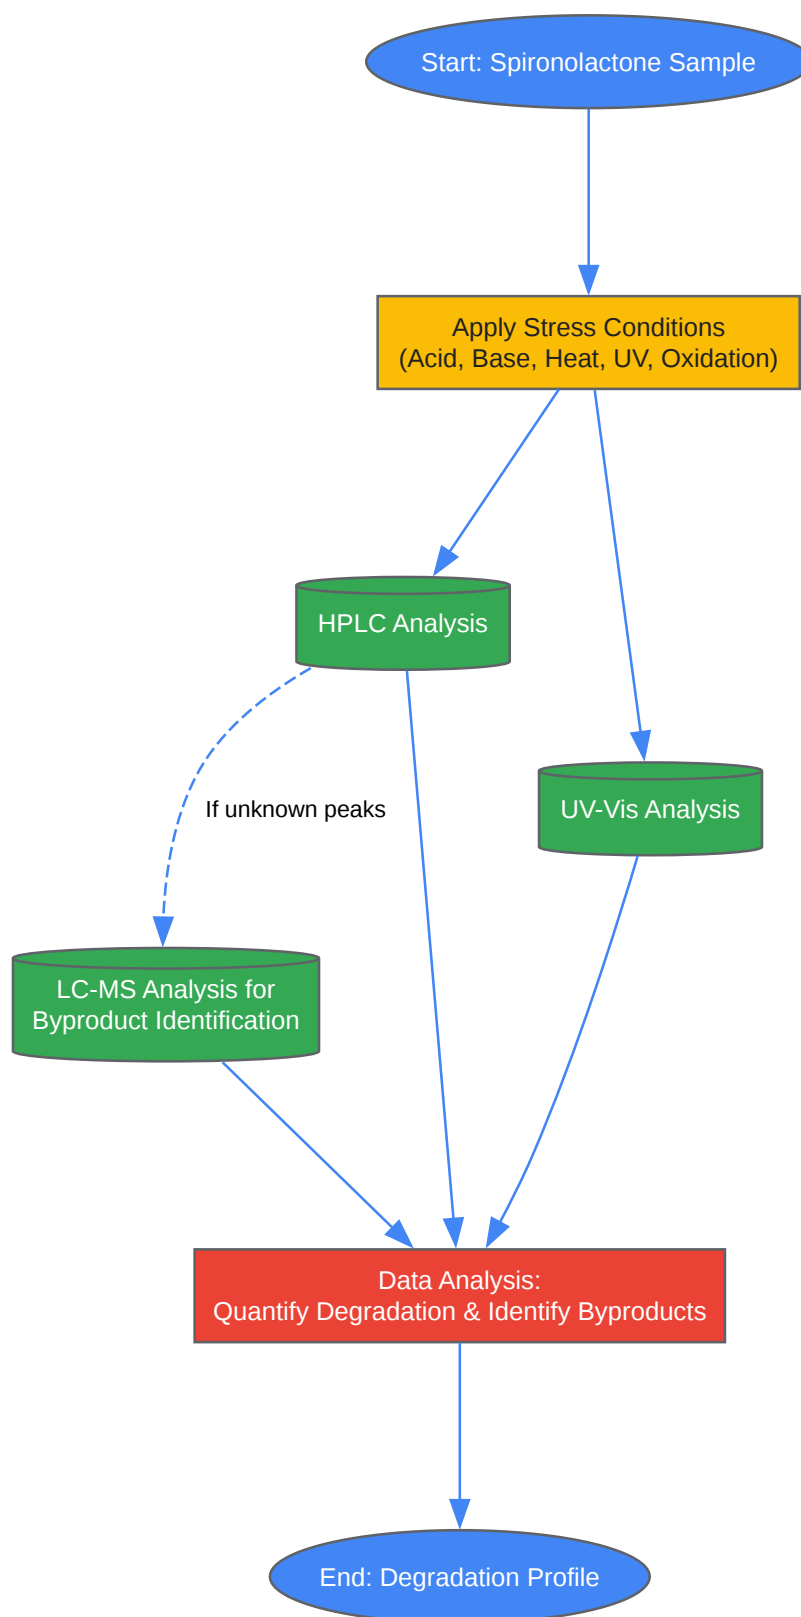 Start: Spironolactone Sample
Apply Stress Conditions
(Acid, Base, Heat, UV, Oxidation)
HPLC Analysis
If unknown peaks
UV-Vis Analysis
LC-MS Analysis for
Byproduct Identification
Data Analysis:
Quantify Degradation & Identify Byproducts
End: Degradation Profile